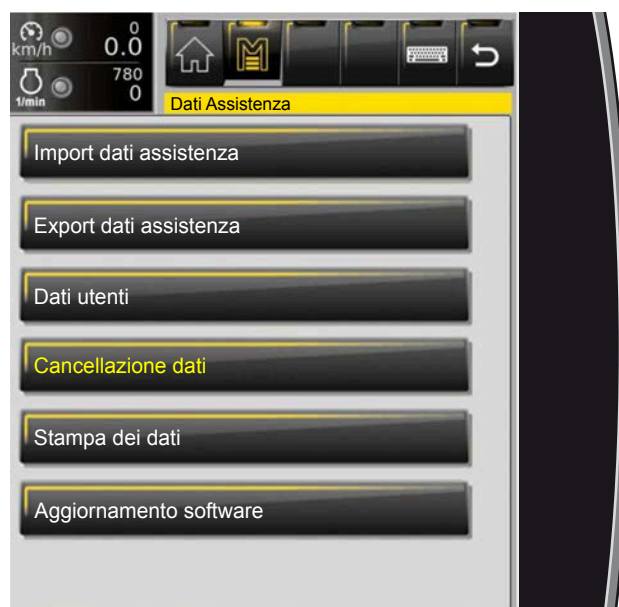 km/h
0
0.0
1/min
780
0
M
Dati Assistenza
Import dati assistenza
Export dati assistenza
Dati utenti
Cancellazione dati
Stampa dei dati
Aggiornamento software